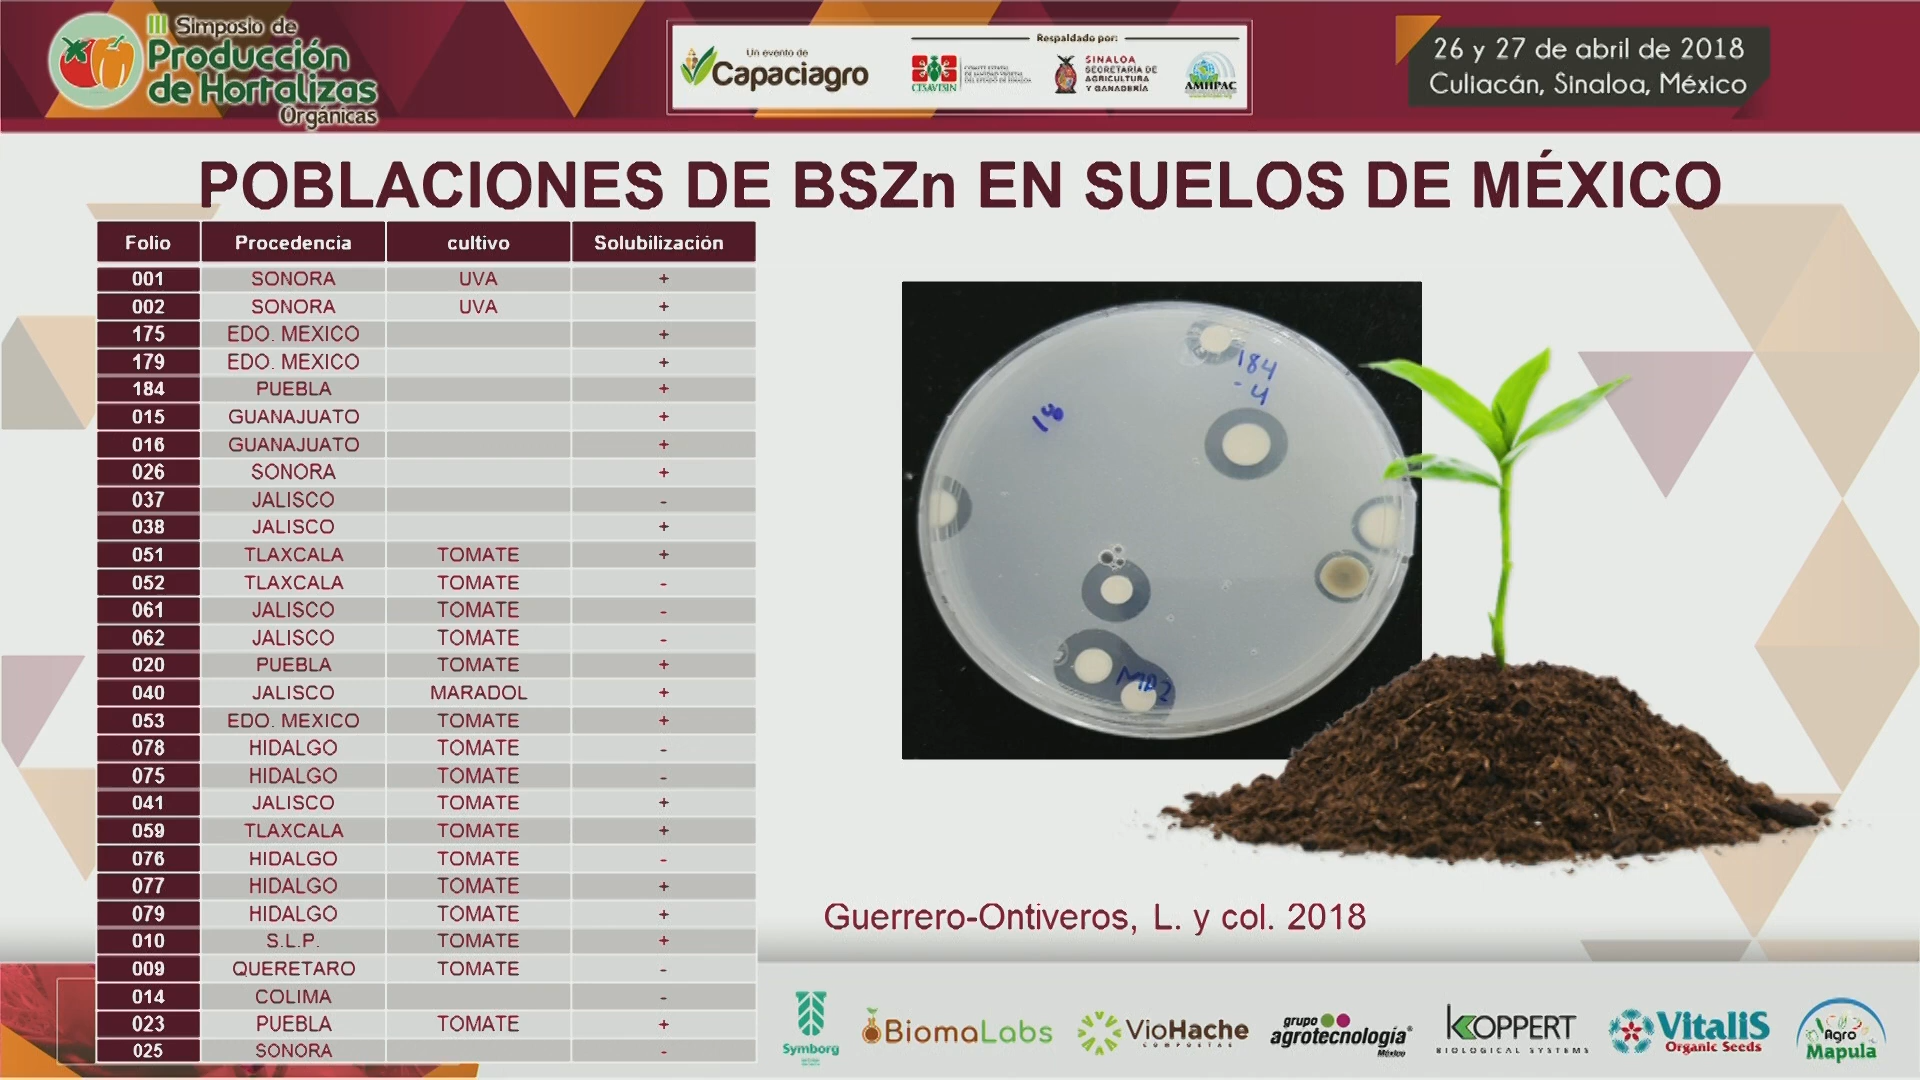 III Simposio de
Producción
de Hortalizas
Orgánicas
Un evento de
Capaciagro
Respaldado por:
CESAVESIN
SINALOA
SECRETARÍA DE
AGRICULTURA
Y GANADERÍA
AMHPAC
26 y 27 de abril de 2018
Culiacán, Sinaloa, México
POBLACIONES DE BSZn EN SUELOS DE MÉXICO
Folio Procedencia cultivo Solubilización
001 SONORA UVA +
002 SONORA UVA +
175 EDO. MEXICO +
179 EDO. MEXICO +
184 PUEBLA +
015 GUANAJUATO +
016 GUANAJUATO +
026 SONORA +
037 JALISCO -
038 JALISCO +
051 TLAXCALA TOMATE +
052 TLAXCALA TOMATE -
061 JALISCO TOMATE -
062 JALISCO TOMATE -
020 PUEBLA TOMATE +
040 JALISCO MARADOL +
053 EDO. MEXICO TOMATE +
078 HIDALGO TOMATE -
075 HIDALGO TOMATE -
041 JALISCO TOMATE +
059 TLAXCALA TOMATE +
076 HIDALGO TOMATE -
077 HIDALGO TOMATE +
079 HIDALGO TOMATE +
010 S.L.P. TOMATE +
009 QUERETARO TOMATE -
014 COLIMA -
023 PUEBLA TOMATE +
025 SONORA -
184
-4
Guerrero-Ontiveros, L. y col. 2018
Symborg
BiomaLabs
VioHache
COMPOSTAS
grupo
agrotecnología
México
KOPPERT
BIOLOGICAL SYSTEMS
VitaliS
Organic Seeds
Agro
Mapula